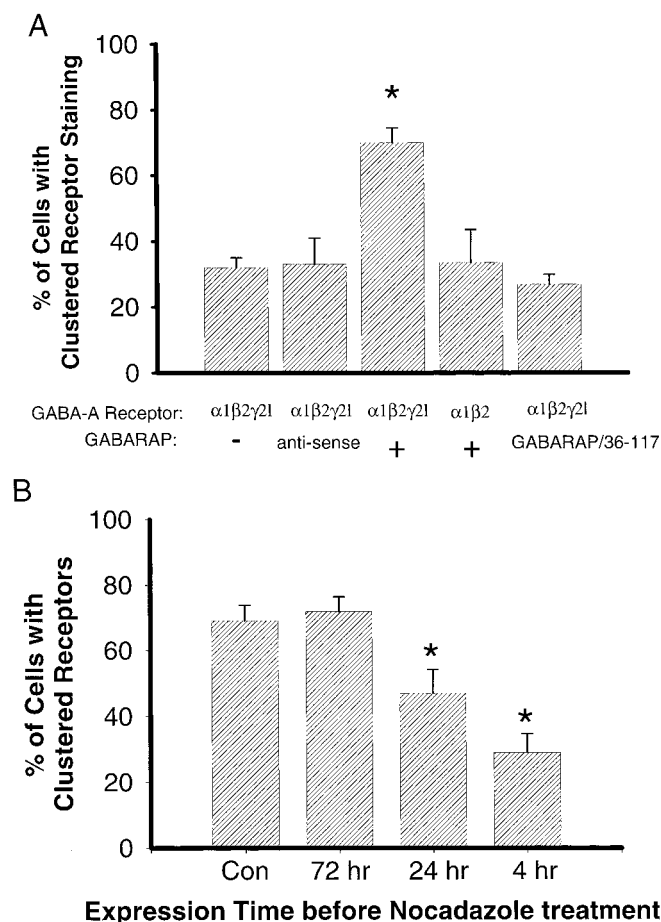 A
% of Cells with
Clustered Receptor Staining
100
80
60
40
20
0
*
GABA-A Receptor: α1β2γ2l α1β2γ2l α1β2γ2l α1β2 α1β2γ2l
GABARAP: - anti-sense + + GABARAP/36-117
B
% of Cells with
Clustered Receptors
100
80
60
40
20
0
*
*
Con 72 hr 24 hr 4 hr
Expression Time before Nocadazole treatment